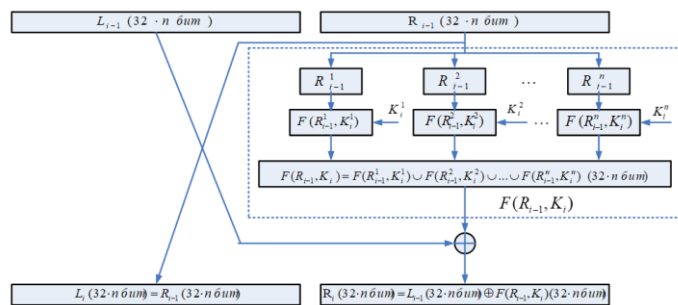 L_{i-1} (32 · n бит)
R_{i-1} (32 · n бит)
R^1_{i-1} R^2_{i-1} ... R^n_{i-1}
K^1_i K^2_i K^n_i
F(R^1_{i-1}, K^1_i) F(R^2_{i-1}, K^2_i) ... F(R^n_{i-1}, K^n_i)
F(R_{i-1}, K_i) = F(R^1_{i-1}, K^1_i) ∪ F(R^2_{i-1}, K^2_i) ∪ ... ∪ F(R^n_{i-1}, K^n_i) (32·n бит)
F(R_{i-1}, K_i)
L_i (32·n бит) = R_{i-1} (32·n бит)
R_i (32·n бит) = L_{i-1} (32·n бит) ⊕ F(R_{i-1}, K_i) (32·n бит)